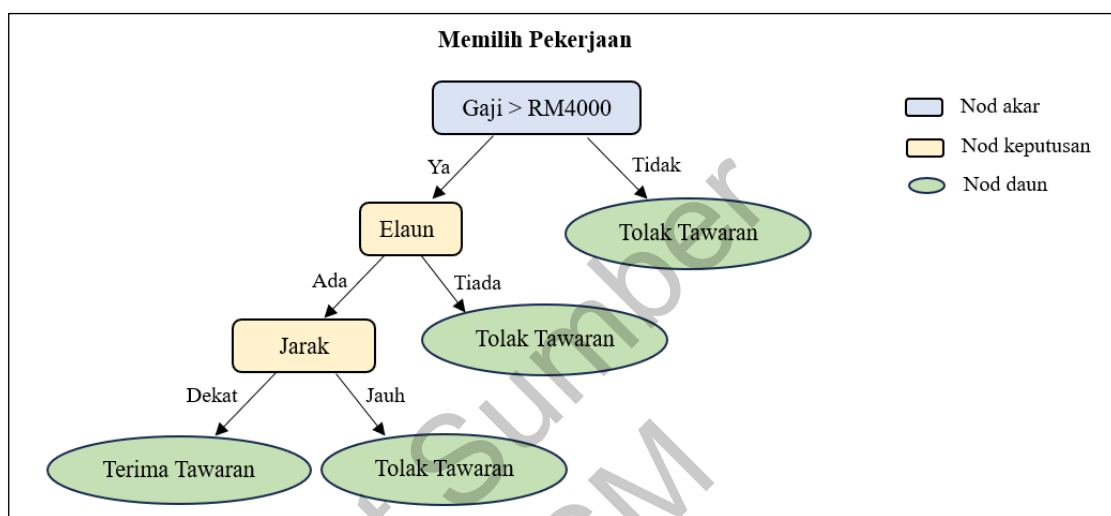 Memilih Pekerjaan
Gaji > RM4000
Nod akar
Nod keputusan
Nod daun
Ya
Tidak
Elaun
Tolak Tawaran
Ada
Tiada
Jarak
Tolak Tawaran
Dekat
Jauh
Terima Tawaran
Tolak Tawaran
Sumber